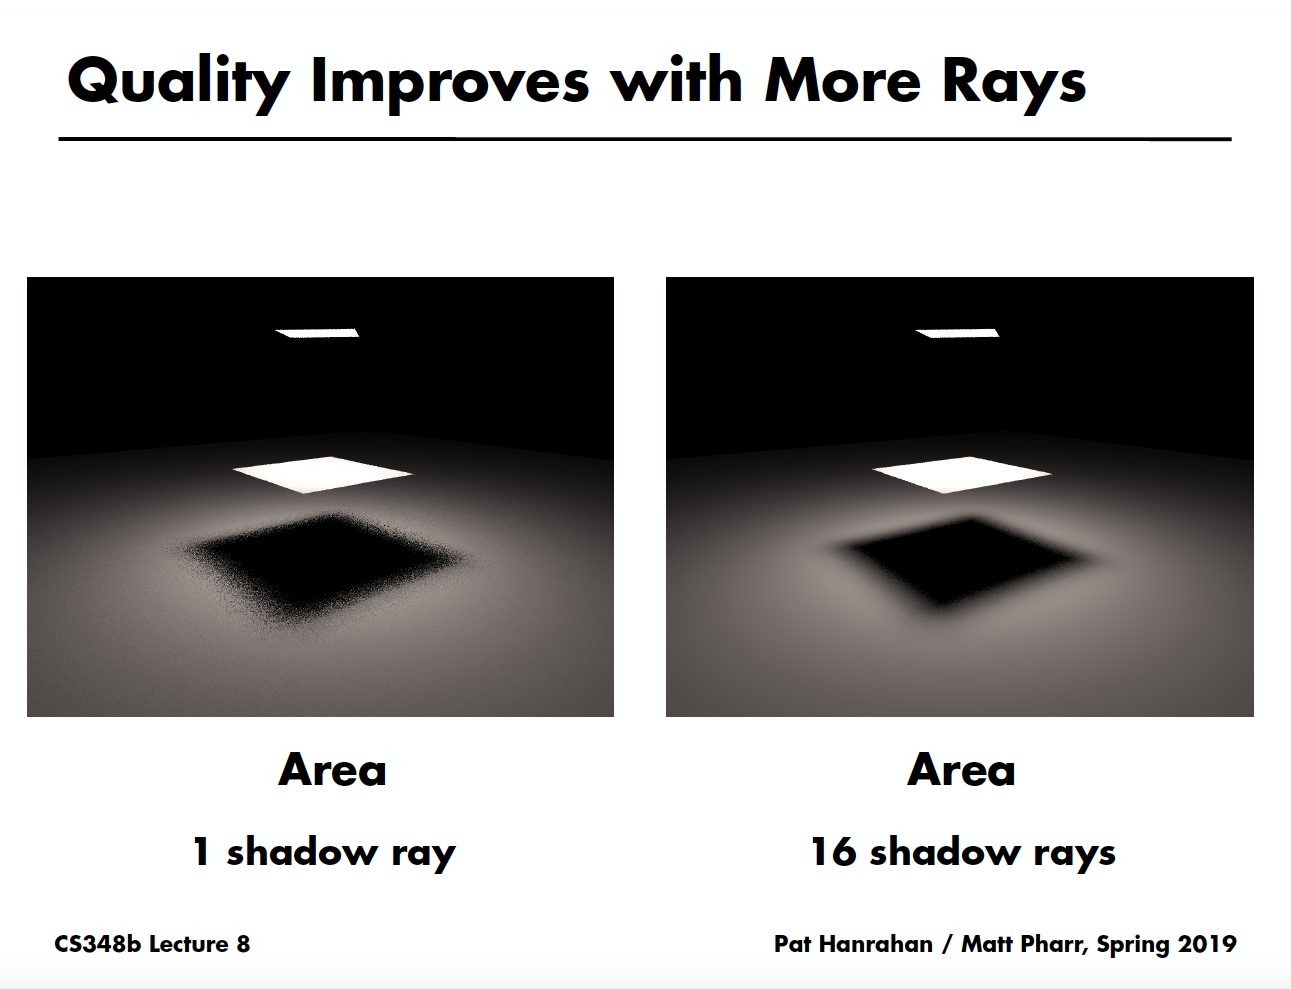 Quality Improves with More Rays
Area
Area
1 shadow ray
16 shadow rays
CS348b Lecture 8
Pat Hanrahan / Matt Pharr, Spring 2019